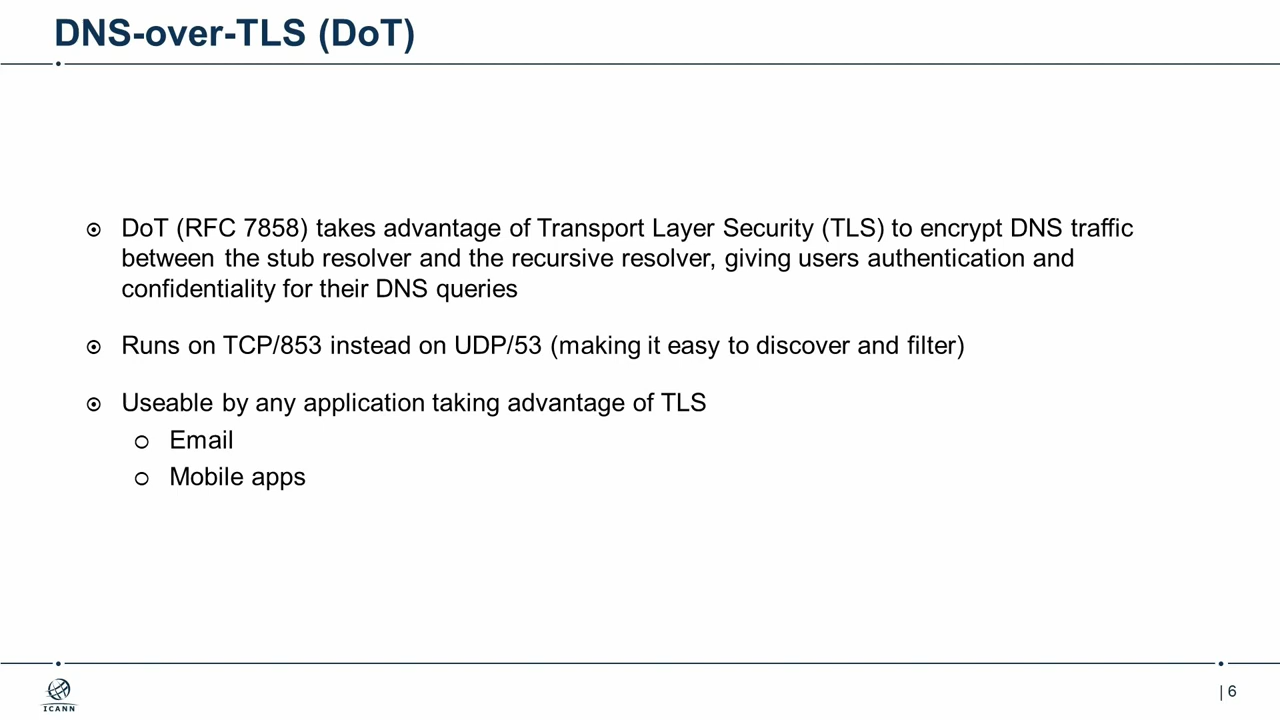 DNS-over-TLS (DoT)
DoT (RFC 7858) takes advantage of Transport Layer Security (TLS) to encrypt DNS traffic
between the stub resolver and the recursive resolver, giving users authentication and
confidentiality for their DNS queries
Runs on TCP/853 instead on UDP/53 (making it easy to discover and filter)
Useable by any application taking advantage of TLS
Email
Mobile apps
ICANN
| 6